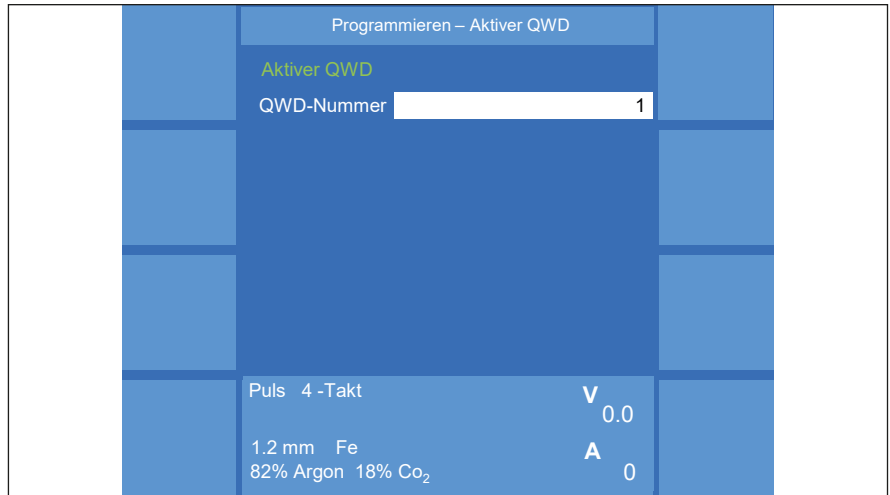 Programmieren – Aktiver QWD
Aktiver QWD
QWD-Nummer 1
Puls 4 -Takt V
0.0
1.2 mm Fe A
82% Argon 18% Co₂ 0